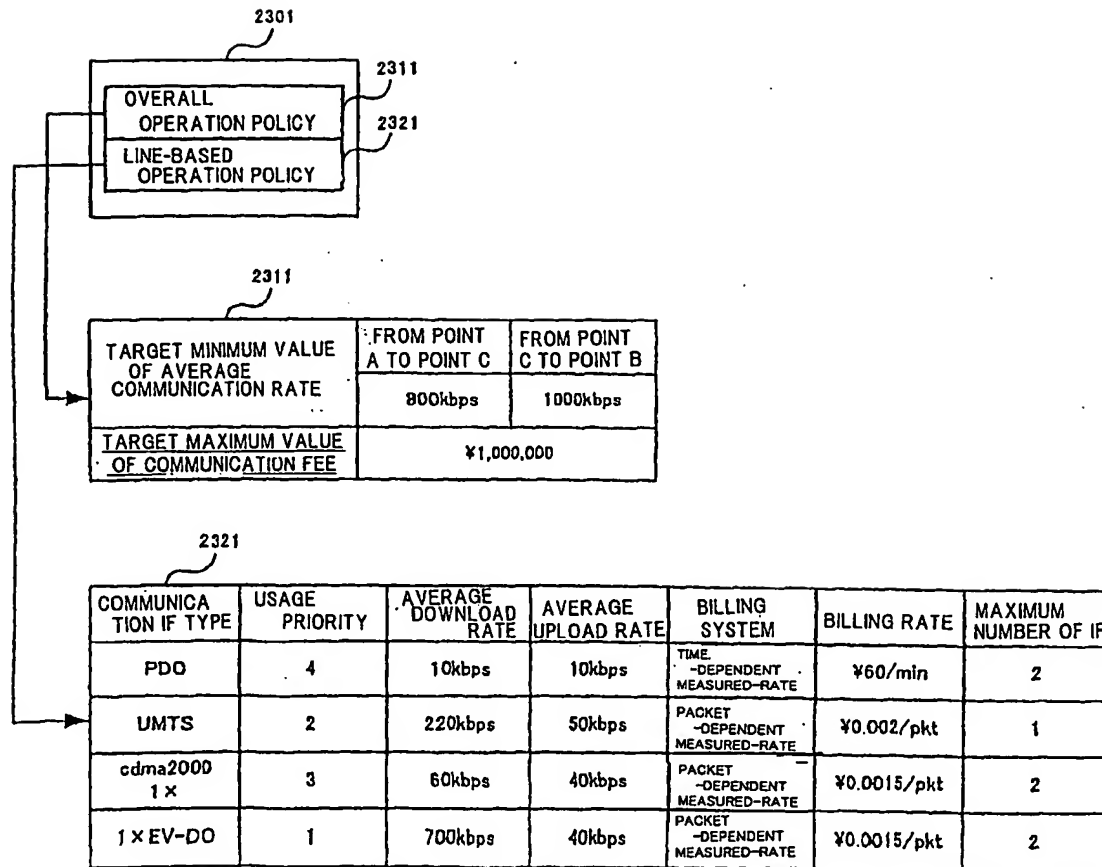 2301
2311
OVERALL
OPERATION POLICY
2321
LINE-BASED
OPERATION POLICY
2311
TARGET MINIMUM VALUE
OF AVERAGE
COMMUNICATION RATE
FROM POINT
A TO POINT C
FROM POINT
C TO POINT B
800kbps
1000kbps
TARGET MAXIMUM VALUE
OF COMMUNICATION FEE
¥1,000,000
2321
COMMUNICA
TION IF TYPE
USAGE
PRIORITY
AVERAGE
DOWNLOAD
RATE
AVERAGE
UPLOAD RATE
BILLING
SYSTEM
BILLING RATE
MAXIMUM
NUMBER OF IF
PDO
4
10kbps
10kbps
TIME
-DEPENDENT
MEASURED-RATE
¥60/min
2
UMTS
2
220kbps
50kbps
PACKET
-DEPENDENT
MEASURED-RATE
¥0.002/pkt
1
cdma2000
1×
3
60kbps
40kbps
PACKET
-DEPENDENT
MEASURED-RATE
¥0.0015/pkt
2
1×EV-DO
1
700kbps
40kbps
PACKET
-DEPENDENT
MEASURED-RATE
¥0.0015/pkt
2